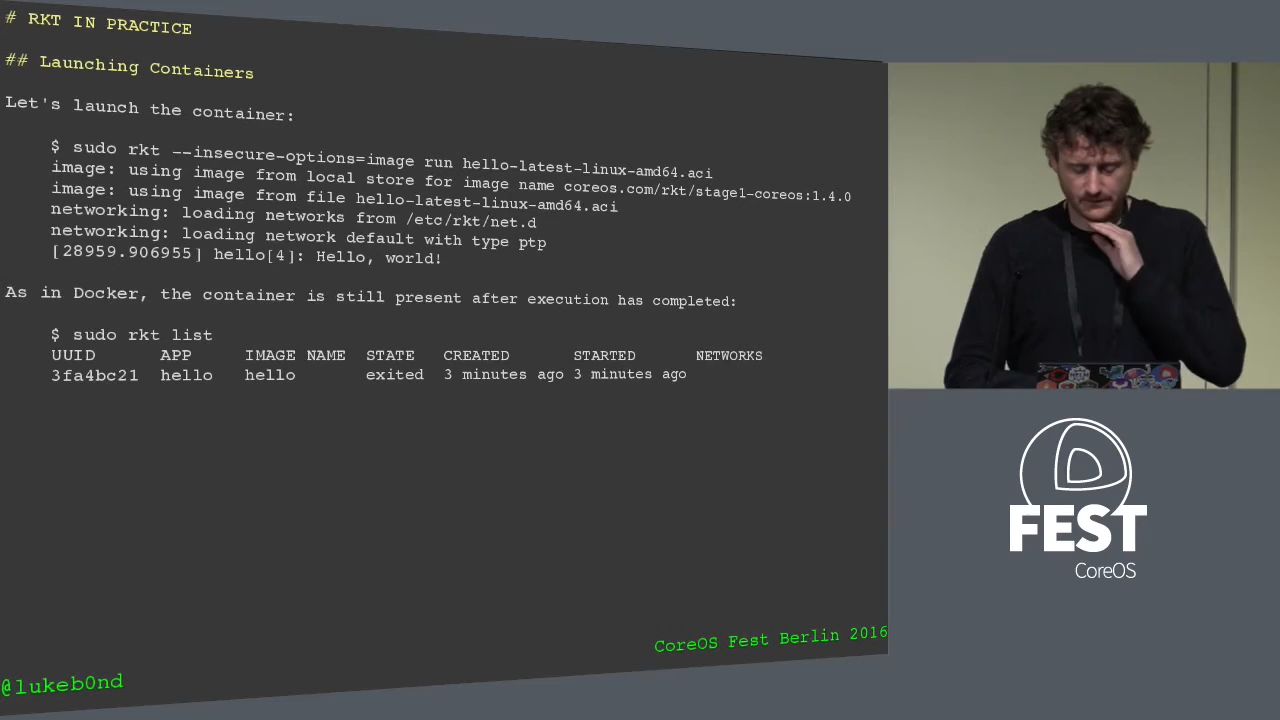 # RKT IN PRACTICE
## Launching Containers
Let's launch the container:
$ sudo rkt --insecure-options=image run hello-latest-linux-amd64.aci
image: using image from local store for image name coreos.com/rkt/stage1-coreos:1.4.0
image: using image from file hello-latest-linux-amd64.aci
networking: loading networks from /etc/rkt/net.d
networking: loading network default with type ptp
[28959.906955] hello[4]: Hello, world!
As in Docker, the container is still present after execution has completed:
$ sudo rkt list
UUID APP IMAGE NAME STATE CREATED STARTED NETWORKS
3fa4bc21 hello hello exited 3 minutes ago 3 minutes ago
CoreOS Fest Berlin 2016
@lukeb0nd
FEST
CoreOS